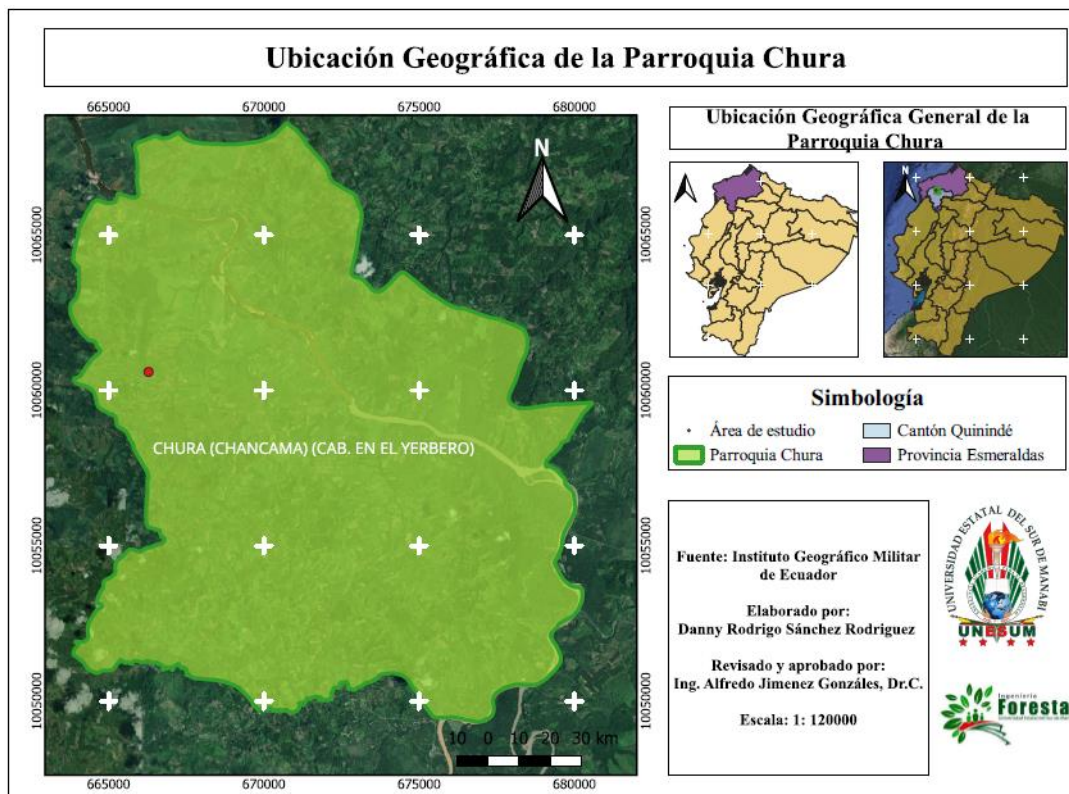 Ubicación Geográfica de la Parroquia Chura
665000 670000 675000 680000
10065000
10060000
10055000
10050000
10065000
10060000
10055000
10050000
N
CHURA (CHANCAMA) (CAB. EN EL YERBERO)
10 0 10 20 30 km
665000 670000 675000 680000
Ubicación Geográfica General de la
Parroquia Chura
N
Simbología
Área de estudio
Cantón Quinindé
Parroquia Chura
Provincia Esmeraldas
Fuente: Instituto Geográfico Militar
de Ecuador
Elaborado por:
Danny Rodrigo Sánchez Rodriguez
Revisado y aprobado por:
Ing. Alfredo Jimenez Gonzáles, Dr.C.
Escala: 1: 120000
UNIVERSIDAD ESTATAL DEL SUR DE MANABI
UNESUM
Ingeniería
Foresta